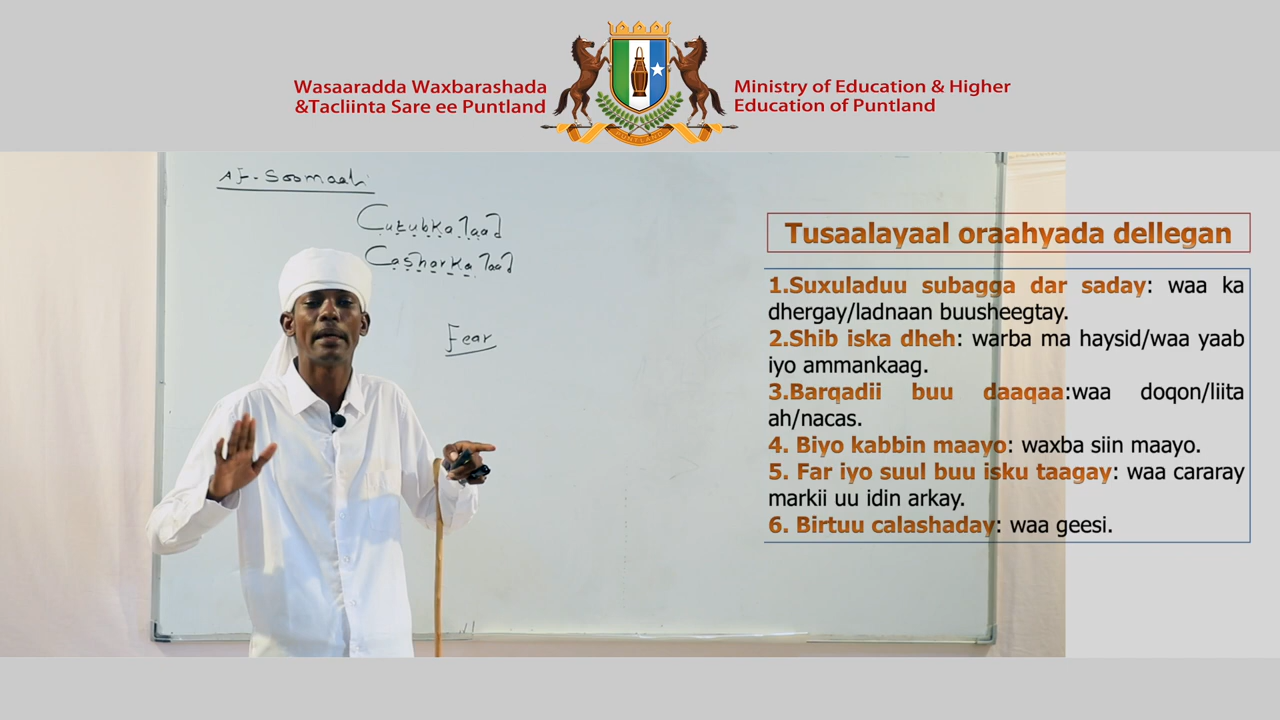 Wasaaradda Waxbarashada
&Tacliinta Sare ee Puntland
Ministry of Education & Higher
Education of Puntland
PUNTLAND
AF-Soomaali
Cutubka 1aad
Casharka 1aad
Fear
Tusaalayaal oraahyada dellegan
1.Suxuladuu subagga dar saday: waa ka
dhergay/ladnaan buusheegtay.
2.Shib iska dheh: warba ma haysid/waa yaab
iyo ammankaag.
3.Barqadii buu daaqaa:waa doqon/liita
ah/nacas.
4. Biyo kabbin maayo: waxba siin maayo.
5. Far iyo suul buu isku taagay: waa cararay
markii uu idin arkay.
6. Birtuu calashaday: waa geesi.